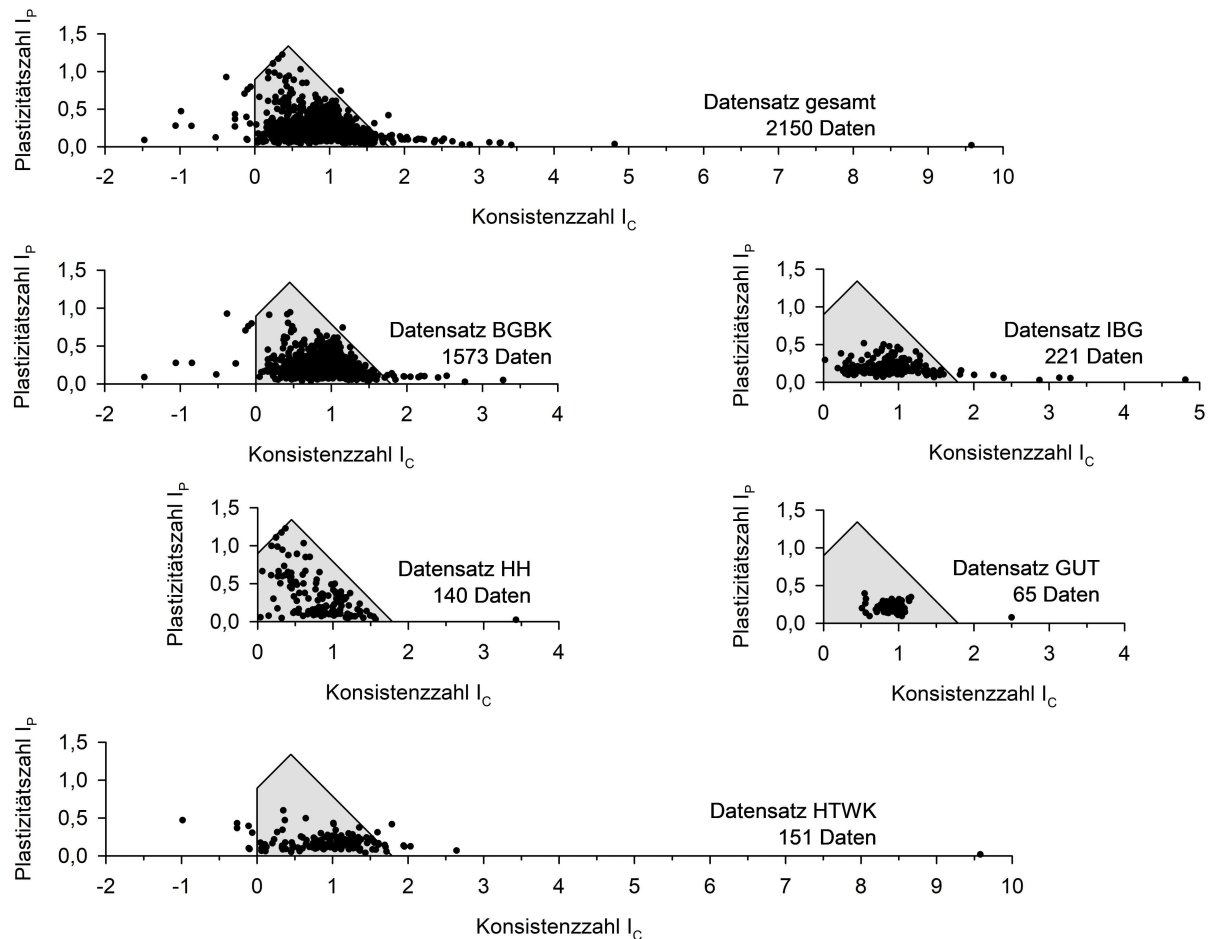 Plastizitätszahl I_P
1,5
1,0
0,5
0,0
Datensatz gesamt
2150 Daten
-2 -1 0 1 2 3 4 5 6 7 8 9 10
Konsistenzzahl I_C
Plastizitätszahl I_P
1,5
1,0
0,5
0,0
Datensatz BGBK
1573 Daten
-2 -1 0 1 2 3 4
Konsistenzzahl I_C
Plastizitätszahl I_P
1,5
1,0
0,5
0,0
Datensatz IBG
221 Daten
0 1 2 3 4 5
Konsistenzzahl I_C
Plastizitätszahl I_P
1,5
1,0
0,5
0,0
Datensatz HH
140 Daten
0 1 2 3 4
Konsistenzzahl I_C
Plastizitätszahl I_P
1,5
1,0
0,5
0,0
Datensatz GUT
65 Daten
0 1 2 3 4
Konsistenzzahl I_C
Plastizitätszahl I_P
1,5
1,0
0,5
0,0
Datensatz HTWK
151 Daten
-2 -1 0 1 2 3 4 5 6 7 8 9 10
Konsistenzzahl I_C